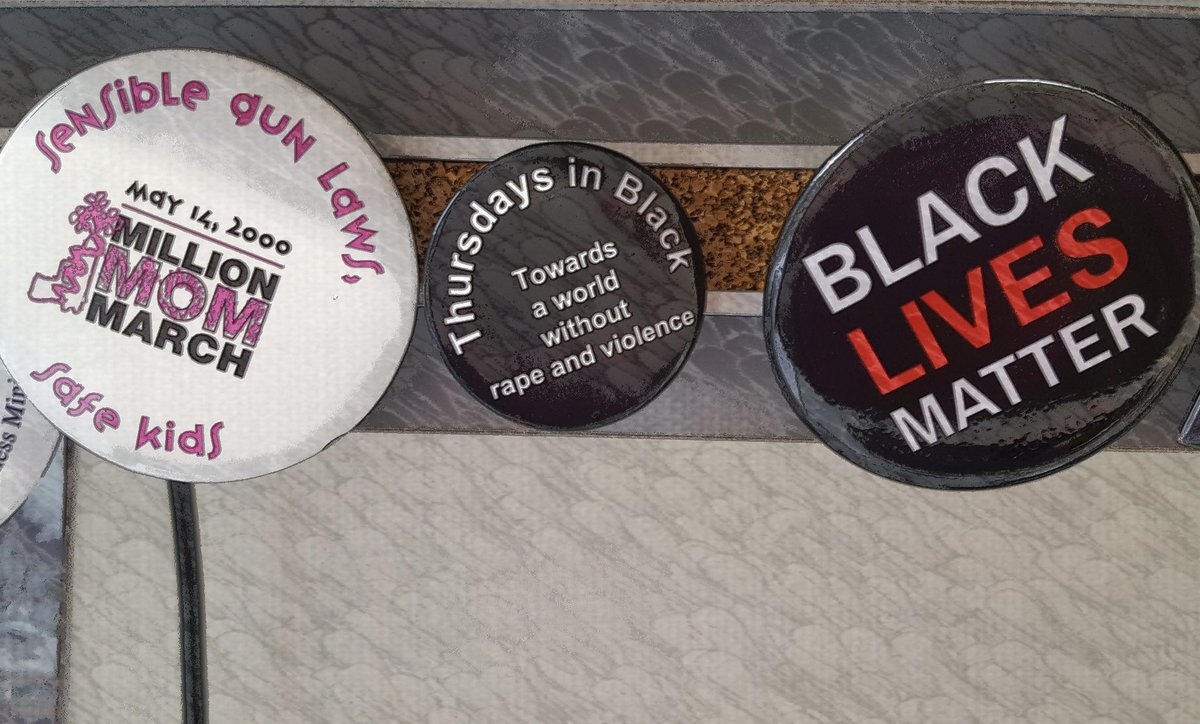 Sensible gun laws,
May 14, 2000
MILLION
MOM
MARCH
Safe kids
Thursdays in Black
Towards
a world
without
rape and violence
BLACK
LIVES
MATTER